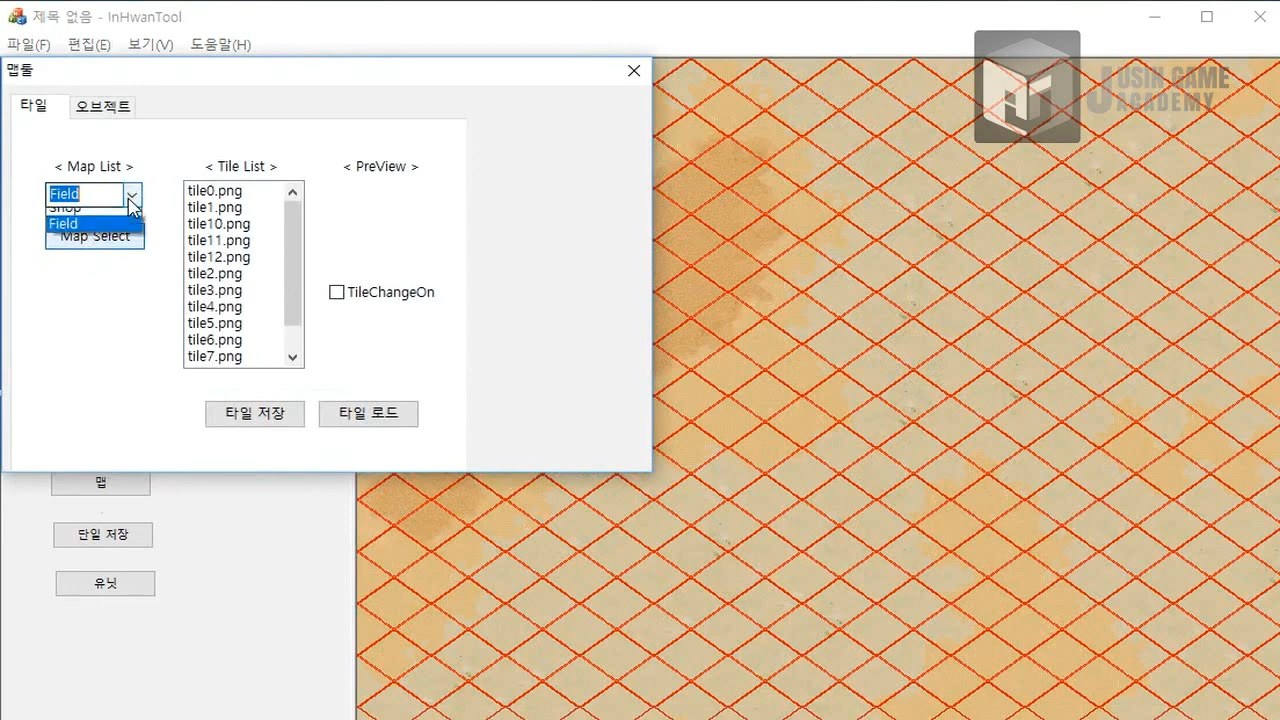 제목 없음 - InHwanTool
파일(F) 편집(E) 보기(V) 도움말(H)
맵툴
타일 오브젝트
< Map List > < Tile List > < PreView >
Field
Shop
Field
Map Select
tile0.png
tile1.png
tile10.png
tile11.png
tile12.png
tile2.png
tile3.png
tile4.png
tile5.png
tile6.png
tile7.png
TileChangeOn
타일 저장 타일 로드
맵
단일 저장
유닛
JUSIN GAME
ACADEMY